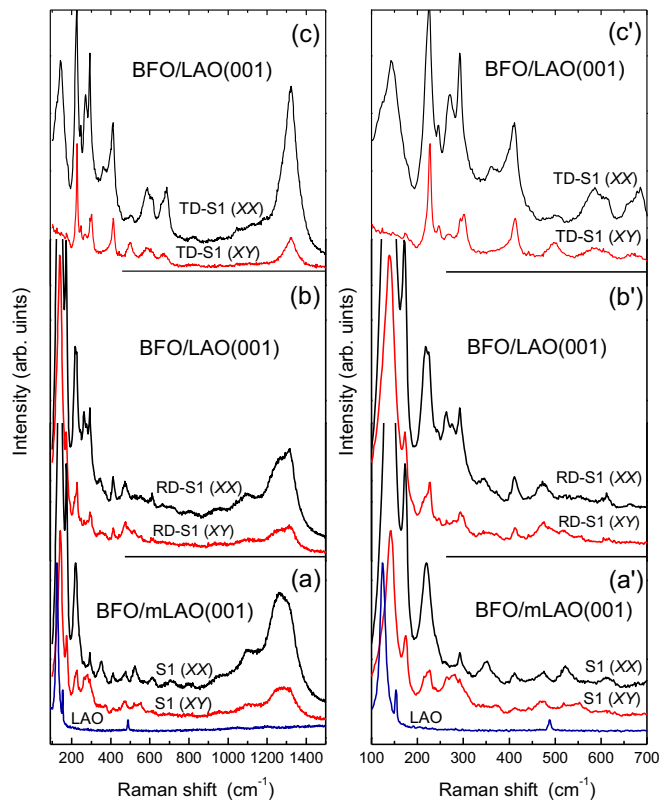 (c)
BFO/LAO(001)
TD-S1 (XX)
TD-S1 (XY)
(b)
BFO/LAO(001)
RD-S1 (XX)
RD-S1 (XY)
(a)
BFO/mLAO(001)
S1 (XX)
S1 (XY)
LAO
200 400 600 800 1000 1200 1400
Raman shift (cm-1)
Intensity (arb. uints)
(c')
BFO/LAO(001)
TD-S1 (XX)
TD-S1 (XY)
(b')
BFO/LAO(001)
RD-S1 (XX)
RD-S1 (XY)
(a')
BFO/mLAO(001)
S1 (XX)
S1 (XY)
LAO
100 200 300 400 500 600 700
Raman shift (cm-1)
Intensity (arb. uints)